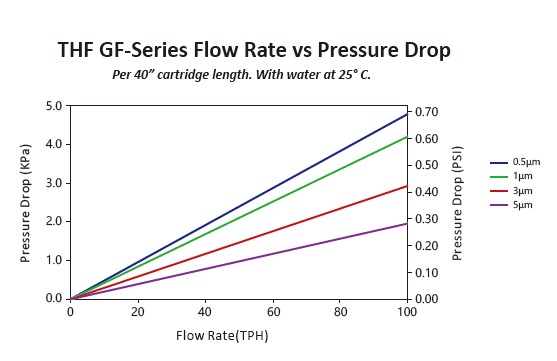 THF GF-Series Flow Rate vs Pressure Drop
Per 40” cartridge length. With water at 25° C.
Pressure Drop (KPa)
5.0
4.0
3.0
2.0
1.0
0.0
0
20
40
60
80
100
Flow Rate(TPH)
0.70
0.60
0.50
0.40
0.30
0.20
0.10
0.00
Pressure Drop (PSI)
0.5μm
1μm
3μm
5μm